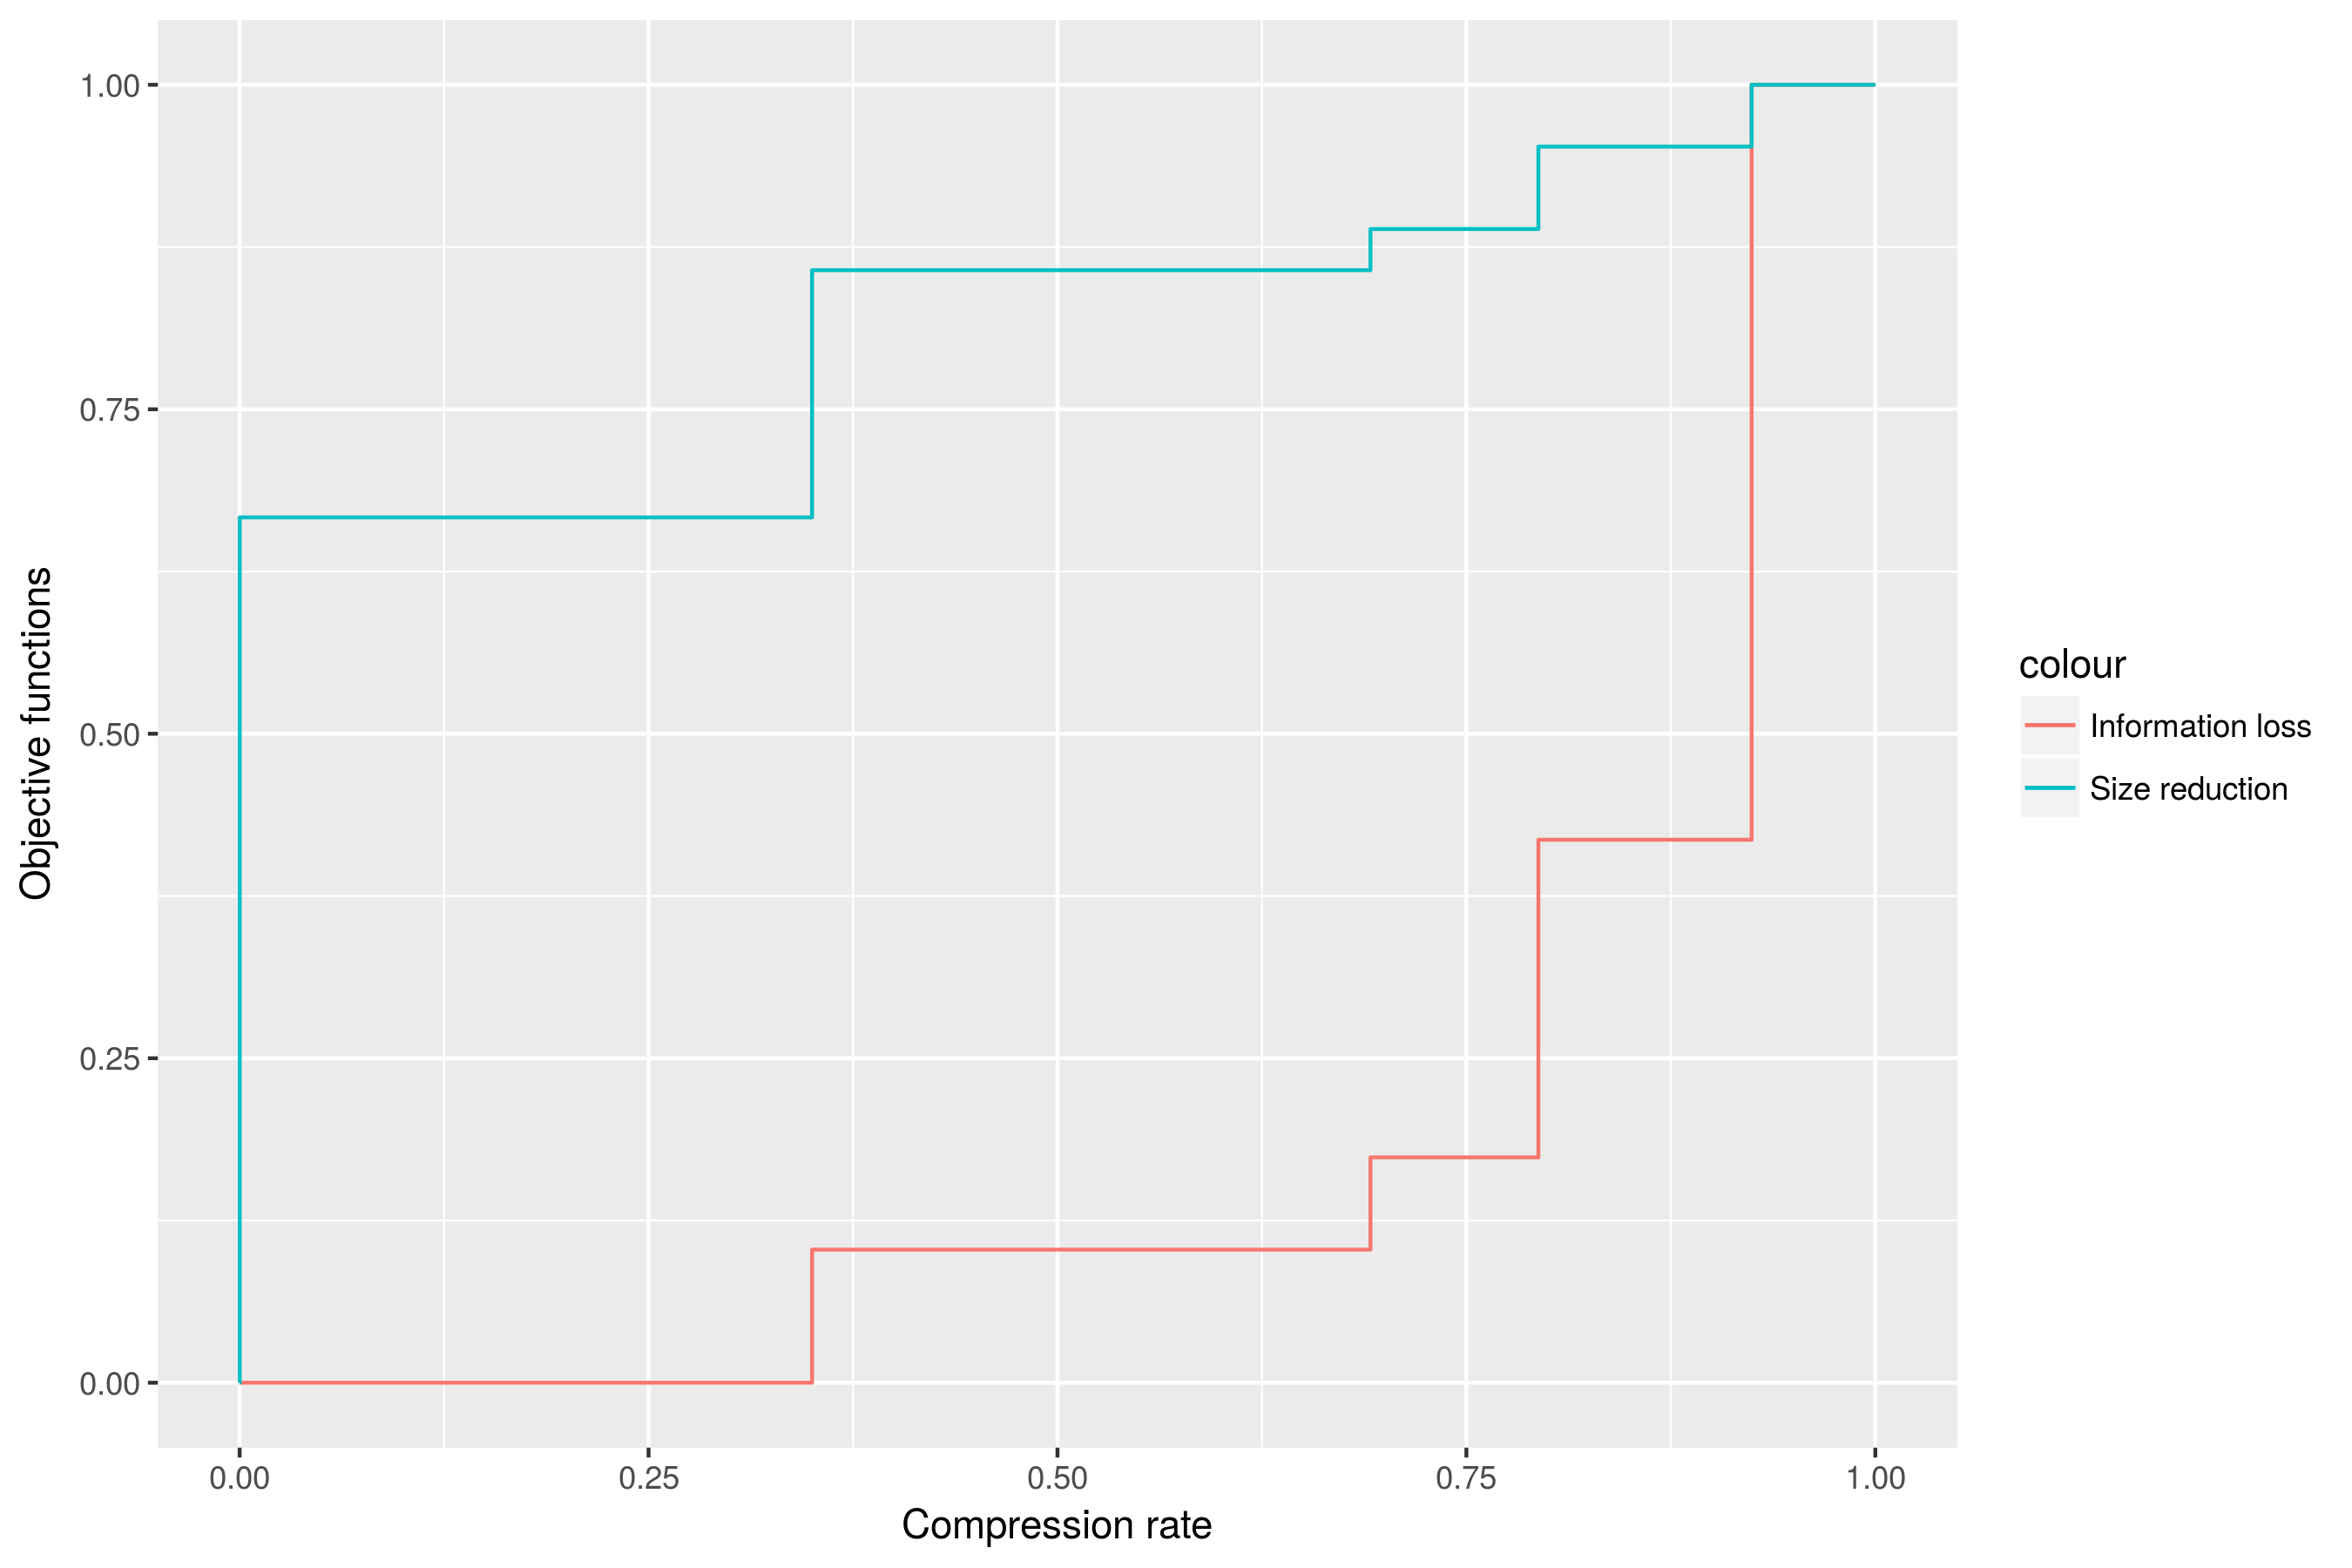 1.00
0.75
0.50
0.25
0.00
Objective functions
0.00 0.25 0.50 0.75 1.00
Compression rate
colour
Information loss
Size reduction